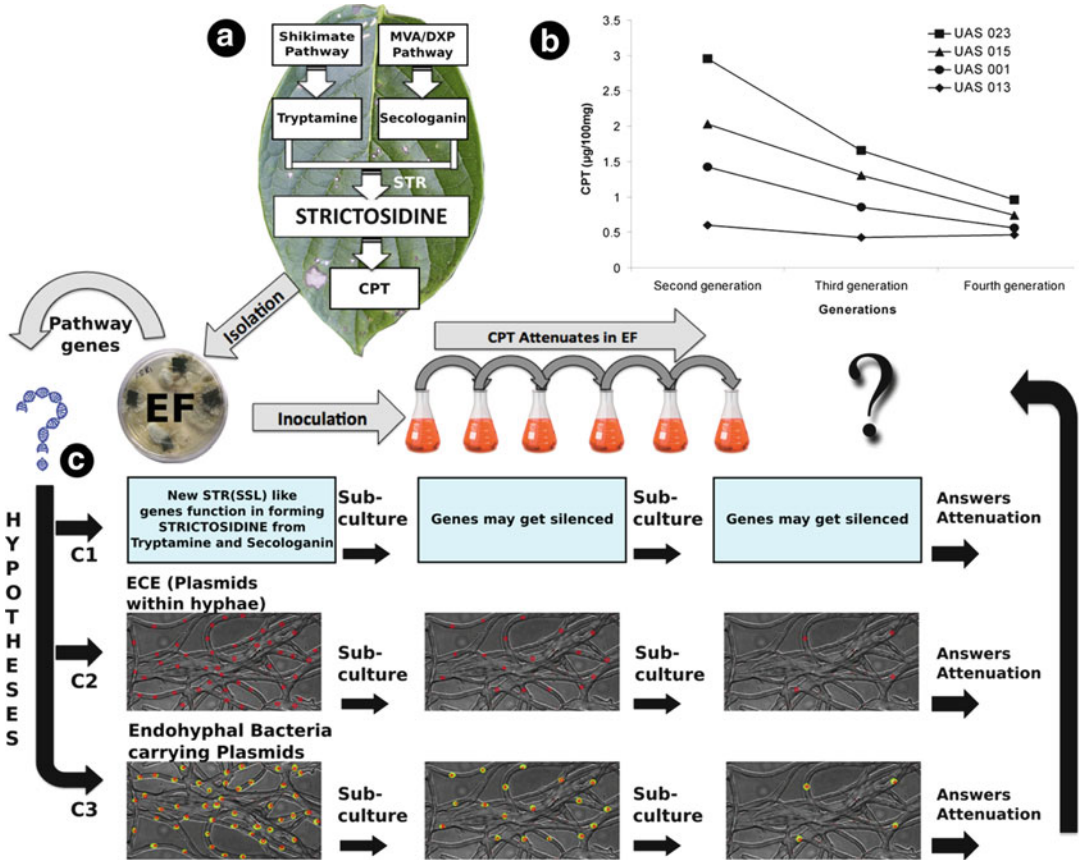 a
Shikimate
Pathway
MVA/DXP
Pathway
Tryptamine
Secologanin
STR
STRICTOSIDINE
CPT
b
3.5
3
2.5
2
1.5
1
0.5
0
CPT (µg/100mg)
UAS 023
UAS 015
UAS 001
UAS 013
Second generation
Third generation
Fourth generation
Generations
Isolation
Pathway
genes
EF
Inoculation
CPT Attenuates in EF
?
?
c
HYPOTHESES
C1
New STR(SSL) like
genes function in forming
STRICTOSIDINE from
Tryptamine and Secologanin
Sub-
culture
Genes may get silenced
Sub-
culture
Genes may get silenced
Answers
Attenuation
C2
ECE (Plasmids
within hyphae)
Sub-
culture
Sub-
culture
Answers
Attenuation
C3
Endohyphal Bacteria
carrying Plasmids
Sub-
culture
Sub-
culture
Answers
Attenuation